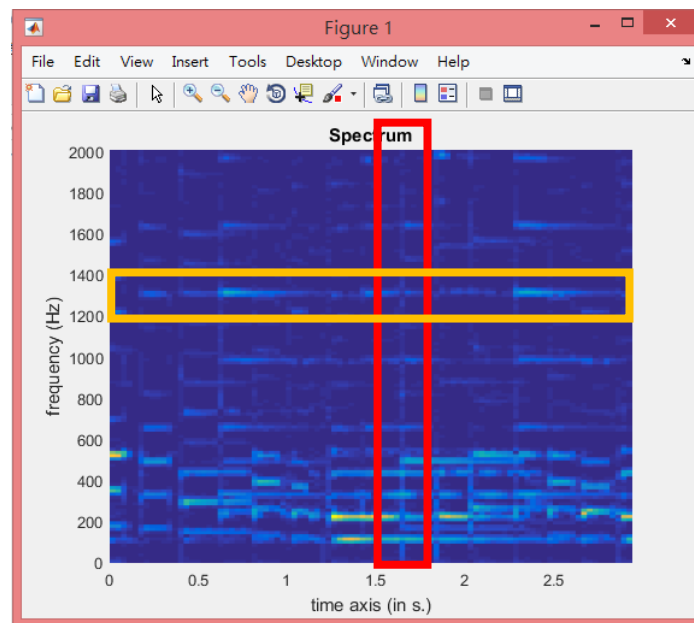 Figure 1
File Edit View Insert Tools Desktop Window Help
Spectrum
2000
1800
1600
1400
1200
1000
800
600
400
200
0
frequency (Hz)
0 0.5 1 1.5 2 2.5
time axis (in s.)